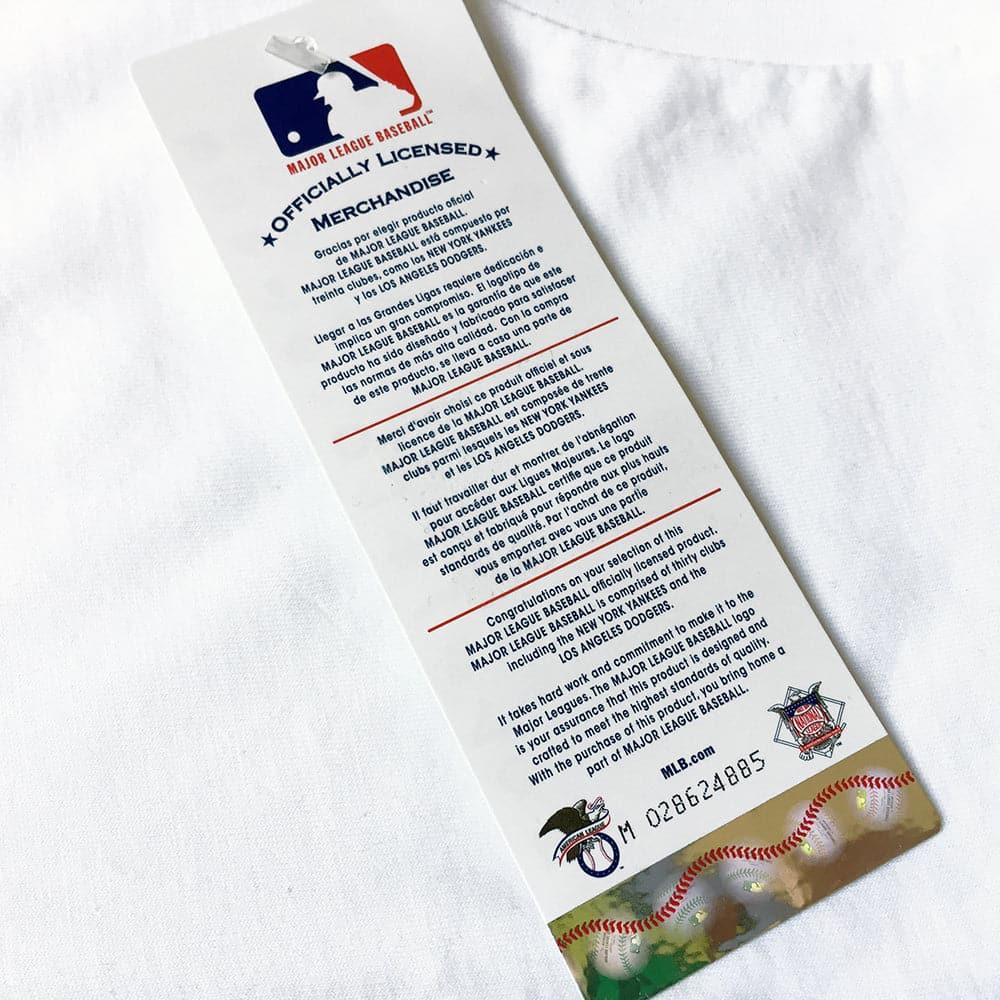 MAJOR LEAGUE BASEBALL™
★OFFICIALLY LICENSED★
MERCHANDISE
Gracias por elegir producto oficial
de MAJOR LEAGUE BASEBALL.
MAJOR LEAGUE BASEBALL está compuesto por
treinta clubes, como los NEW YORK YANKEES
y los LOS ANGELES DODGERS.
Llegar a las Grandes Ligas requiere dedicación e
implica un gran compromiso. El logotipo de
MAJOR LEAGUE BASEBALL es la garantía de que este
producto ha sido diseñado y fabricado para satisfacer
las normas de más alta calidad. Con la compra
de este producto, se lleva a casa una parte de
MAJOR LEAGUE BASEBALL.
Merci d'avoir choisi ce produit officiel et sous
licence de la MAJOR LEAGUE BASEBALL.
MAJOR LEAGUE BASEBALL est composée de trente
clubs parmi lesquels les NEW YORK YANKEES
et les LOS ANGELES DODGERS.
Il faut travailler dur et montrer de l'abnégation
pour accéder aux Ligues Majeures. Le logo
MAJOR LEAGUE BASEBALL certifie que ce produit
est conçu et fabriqué pour répondre aux plus hauts
standards de qualité. Par l'achat de ce produit,
vous emportez avec vous une partie
de la MAJOR LEAGUE BASEBALL.
Congratulations on your selection of this
MAJOR LEAGUE BASEBALL officially licensed product.
MAJOR LEAGUE BASEBALL is comprised of thirty clubs
including the NEW YORK YANKEES and the
LOS ANGELES DODGERS.
It takes hard work and commitment to make it to the
Major Leagues. The MAJOR LEAGUE BASEBALL logo
is your assurance that this product is designed and
crafted to meet the highest standards of quality.
With the purchase of this product, you bring home a
part of MAJOR LEAGUE BASEBALL.
MLB.com
NATIONAL
AMERICAN LEAGUE
M 028624885